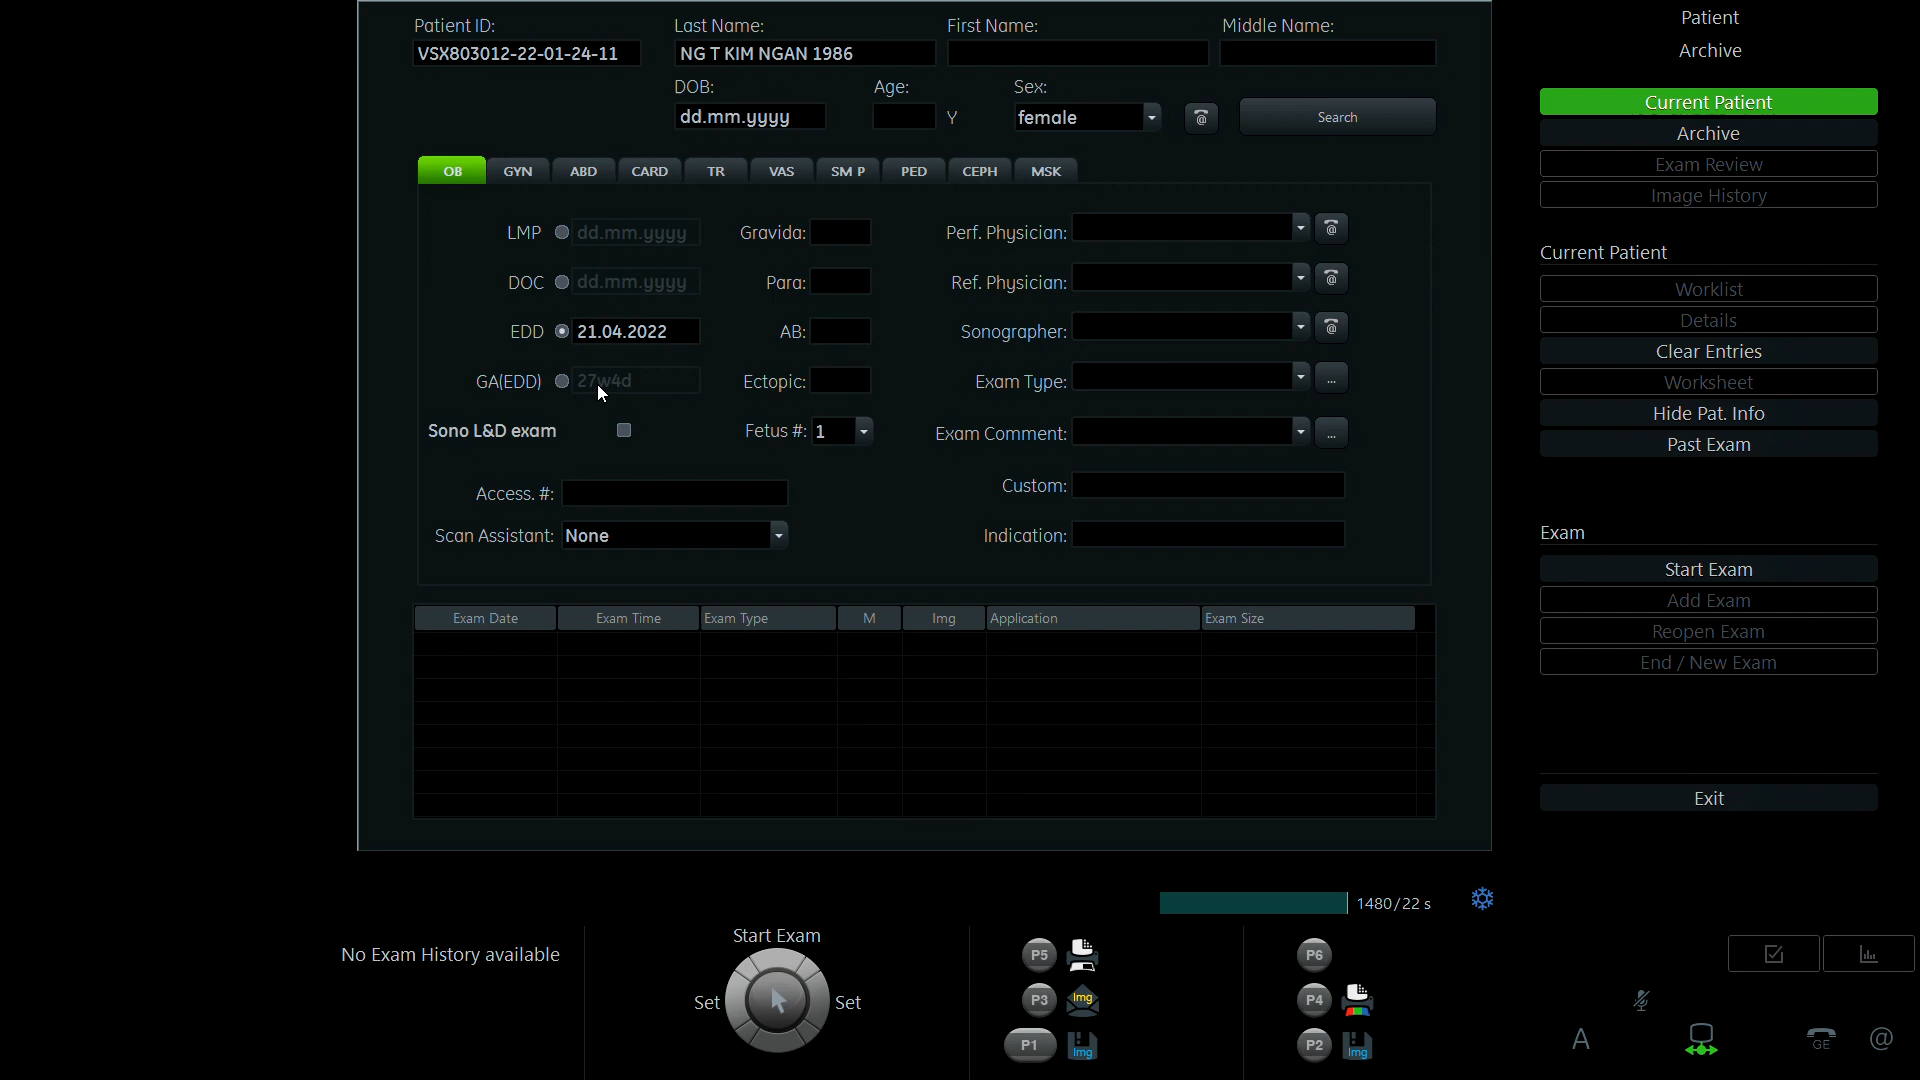 Patient ID: Last Name: First Name: Middle Name:
VSX803012-22-01-24-11 NG T KIM NGAN 1986
DOB: Age: Sex:
dd.mm.yyyy Y female @ Search
OB GYN ABD CARD TR VAS SM P PED CEPH MSK
LMP dd.mm.yyyy Gravida: Perf. Physician: @
DOC dd.mm.yyyy Para: Ref. Physician: @
EDD 21.04.2022 AB: Sonographer: @
GA(EDD) 27w4d Ectopic: Exam Type: ...
Sono L&D exam Fetus #: 1 Exam Comment: ...
Access. #: Custom:
Scan Assistant: None Indication:
Exam Date Exam Time Exam Type M Img Application Exam Size
Patient
Archive
Current Patient
Archive
Exam Review
Image History
Current Patient
Worklist
Details
Clear Entries
Worksheet
Hide Pat. Info
Past Exam
Exam
Start Exam
Add Exam
Reopen Exam
End / New Exam
Exit
1480/22 s
No Exam History available
Start Exam
Set Set
P5 P6
P3 Img P4
P1 Img P2 Img
A GE @